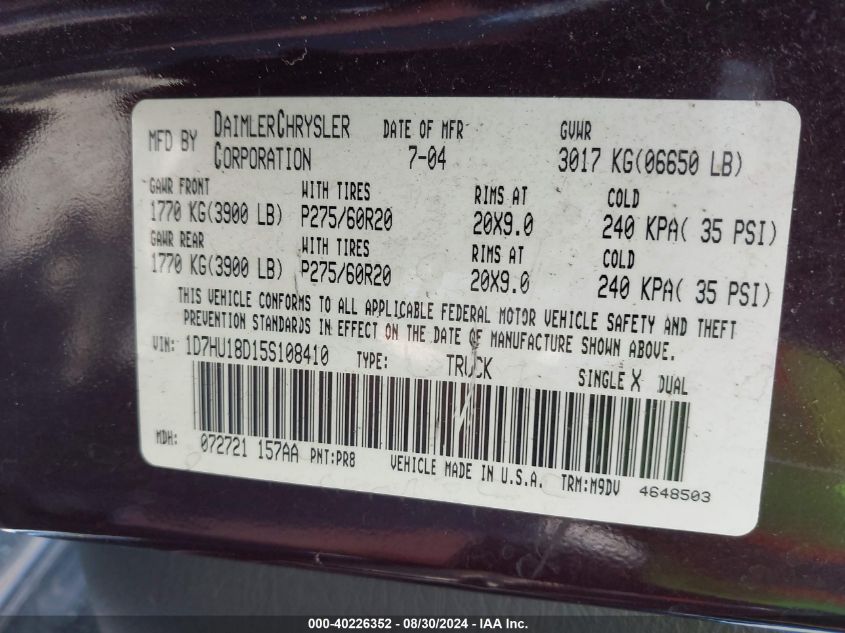 MFD BY DAIMLERCHRYSLER CORPORATION DATE OF MFR 7-04 GVWR 3017 KG(06650 LB)
GAWR FRONT WITH TIRES RIMS AT COLD
1770 KG(3900 LB) P275/60R20 20X9.0 240 KPA( 35 PSI)
GAWR REAR WITH TIRES RIMS AT COLD
1770 KG(3900 LB) P275/60R20 20X9.0 240 KPA( 35 PSI)
THIS VEHICLE CONFORMS TO ALL APPLICABLE FEDERAL MOTOR VEHICLE SAFETY AND THEFT
PREVENTION STANDARDS IN EFFECT ON THE DATE OF MANUFACTURE SHOWN ABOVE.
VIN: 1D7HU18D15S108410 TYPE: TRUCK SINGLE X DUAL
MDH: 072721 157AA PNT:PR8 VEHICLE MADE IN U.S.A. TRM:M9DV 4648503
000-40226352 - 08/30/2024 - IAAI Inc.